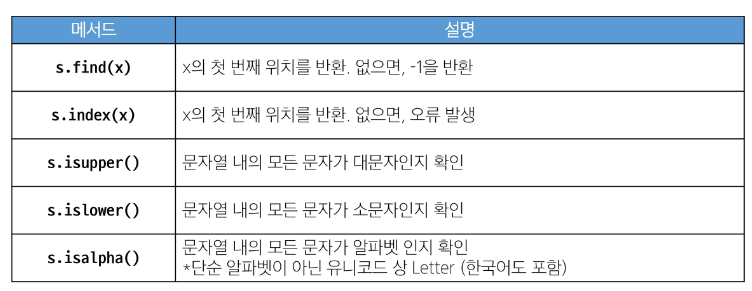 메서드 설명
s.find(x) x의 첫 번째 위치를 반환. 없으면, -1을 반환
s.index(x) x의 첫 번째 위치를 반환. 없으면, 오류 발생
s.isupper() 문자열 내의 모든 문자가 대문자인지 확인
s.islower() 문자열 내의 모든 문자가 소문자인지 확인
s.isalpha() 문자열 내의 모든 문자가 알파벳 인지 확인
*단순 알파벳이 아닌 유니코드 상 Letter (한국어도 포함)